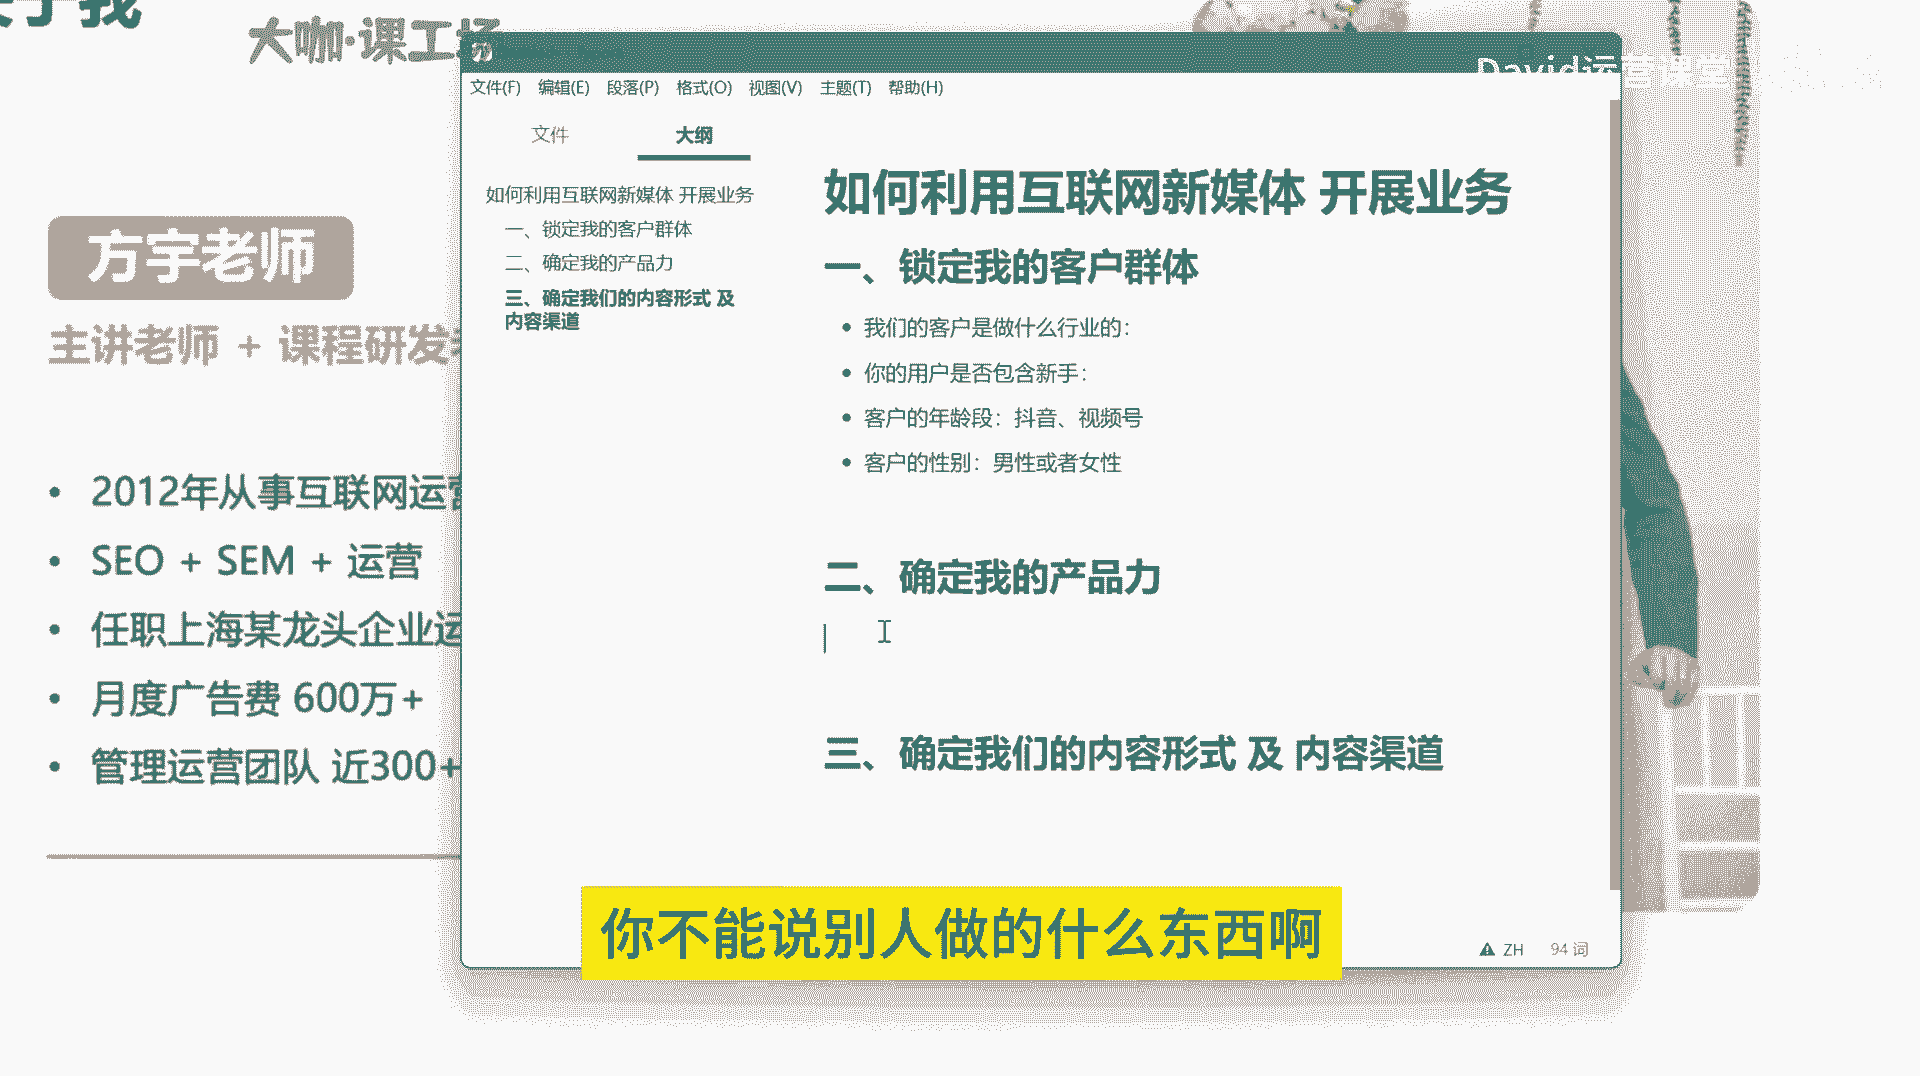 大咖·课工场
David运营课堂
方宇老师
主讲老师 + 课程研发
2012年从事互联网运营
SEO + SEM + 运营
任职上海某龙头企业运
月度广告费 600万+
管理运营团队 近300+
文件(F) 编辑(E) 段落(P) 格式(O) 视图(V) 主题(T) 帮助(H)
文件 大纲
如何利用互联网新媒体 开展业务
一、锁定我的客户群体
二、确定我的产品力
三、确定我们的内容形式 及
内容渠道
如何利用互联网新媒体 开展业务
一、锁定我的客户群体
我们的客户是做什么行业的：
你的用户是否包含新手：
客户的年龄段：抖音、视频号
客户的性别：男性或者女性
二、确定我的产品力
三、确定我们的内容形式 及 内容渠道
ZH 94 词
你不能说别人做的什么东西啊